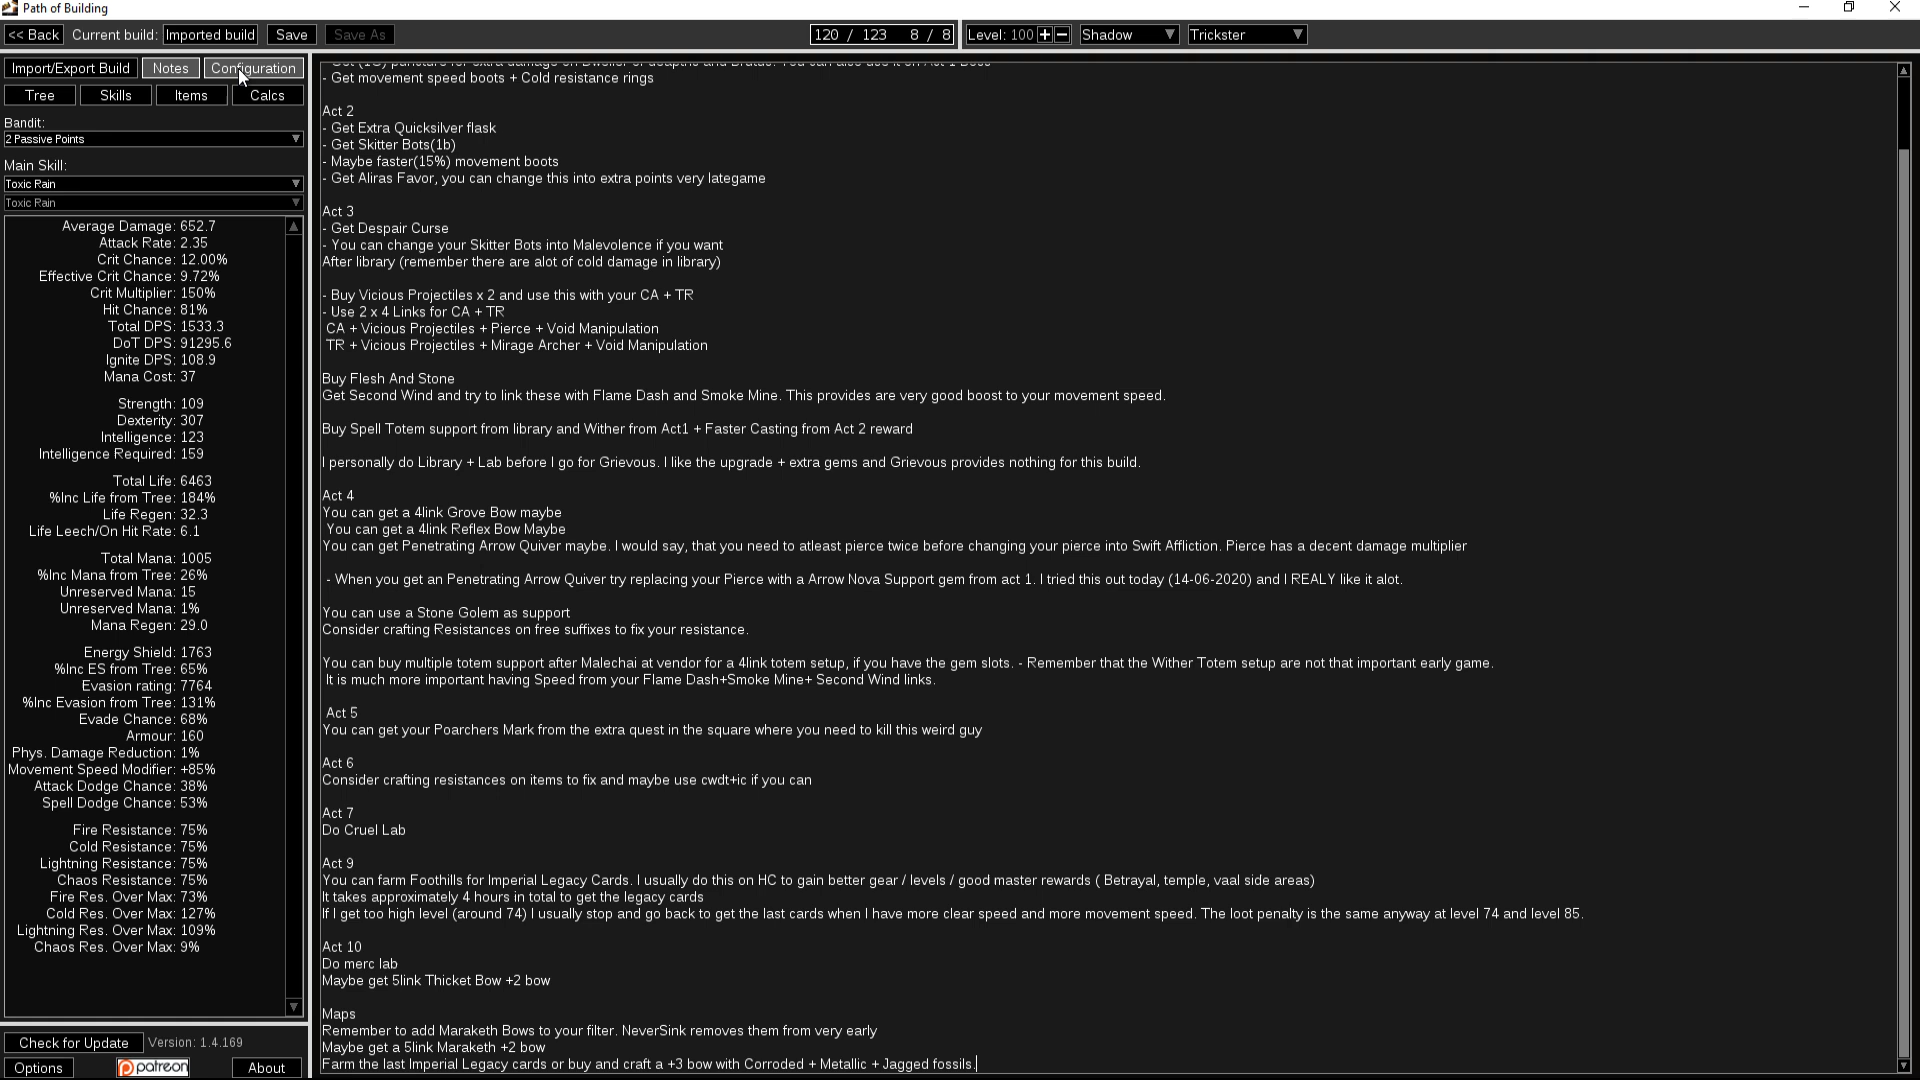 Path of Building
<< Back
Current build:
Imported build
Save
Save As
120 / 123 8 / 8
Level: 100
Shadow
Trickster
Import/Export Build
Notes
Configuration
Tree
Skills
Items
Calcs
Bandit:
2 Passive Points
Main Skill:
Toxic Rain
Toxic Rain
Average Damage: 652.7
Attack Rate: 2.35
Crit Chance: 12.00%
Effective Crit Chance: 9.72%
Crit Multiplier: 150%
Hit Chance: 81%
Total DPS: 1533.3
DoT DPS: 91295.6
Ignite DPS: 108.9
Mana Cost: 37
Strength: 109
Dexterity: 307
Intelligence: 123
Intelligence Required: 159
Total Life: 6463
%Inc Life from Tree: 184%
Life Regen: 32.3
Life Leech/On Hit Rate: 6.1
Total Mana: 1005
%Inc Mana from Tree: 26%
Unreserved Mana: 15
Unreserved Mana: 1%
Mana Regen: 29.0
Energy Shield: 1763
%Inc ES from Tree: 65%
Evasion rating: 7764
%Inc Evasion from Tree: 131%
Evade Chance: 68%
Armour: 160
Phys. Damage Reduction: 1%
Movement Speed Modifier: +85%
Attack Dodge Chance: 38%
Spell Dodge Chance: 53%
Fire Resistance: 75%
Cold Resistance: 75%
Lightning Resistance: 75%
Chaos Resistance: 75%
Fire Res. Over Max: 73%
Cold Res. Over Max: 127%
Lightning Res. Over Max: 109%
Chaos Res. Over Max: 9%
Check for Update
Version: 1.4.169
Options
patreon
About
- Get movement speed boots + Cold resistance rings
Act 2
- Get Extra Quicksilver flask
- Get Skitter Bots(1b)
- Maybe faster(15%) movement boots
- Get Aliras Favor, you can change this into extra points very lategame
Act 3
- Get Despair Curse
- You can change your Skitter Bots into Malevolence if you want
After library (remember there are alot of cold damage in library)
- Buy Vicious Projectiles x 2 and use this with your CA + TR
- Use 2 x 4 Links for CA + TR
CA + Vicious Projectiles + Pierce + Void Manipulation
TR + Vicious Projectiles + Mirage Archer + Void Manipulation
Buy Flesh And Stone
Get Second Wind and try to link these with Flame Dash and Smoke Mine. This provides are very good boost to your movement speed.
Buy Spell Totem support from library and Wither from Act1 + Faster Casting from Act 2 reward
I personally do Library + Lab before I go for Grievous. I like the upgrade + extra gems and Grievous provides nothing for this build.
Act 4
You can get a 4link Grove Bow maybe
You can get a 4link Reflex Bow Maybe
You can get Penetrating Arrow Quiver maybe. I would say, that you need to atleast pierce twice before changing your pierce into Swift Affliction. Pierce has a decent damage multiplier
- When you get an Penetrating Arrow Quiver try replacing your Pierce with a Arrow Nova Support gem from act 1. I tried this out today (14-06-2020) and I REALY like it alot.
You can use a Stone Golem as support
Consider crafting Resistances on free suffixes to fix your resistance.
You can buy multiple totem support after Malechai at vendor for a 4link totem setup, if you have the gem slots. - Remember that the Wither Totem setup are not that important early game.
It is much more important having Speed from your Flame Dash+Smoke Mine+ Second Wind links.
Act 5
You can get your Poarchers Mark from the extra quest in the square where you need to kill this weird guy
Act 6
Consider crafting resistances on items to fix and maybe use cwdt+ic if you can
Act 7
Do Cruel Lab
Act 9
You can farm Foothills for Imperial Legacy Cards. I usually do this on HC to gain better gear / levels / good master rewards ( Betrayal, temple, vaal side areas)
It takes approximately 4 hours in total to get the legacy cards
If I get too high level (around 74) I usually stop and go back to get the last cards when I have more clear speed and more movement speed. The loot penalty is the same anyway at level 74 and level 85.
Act 10
Do merc lab
Maybe get 5link Thicket Bow +2 bow
Maps
Remember to add Maraketh Bows to your filter. NeverSink removes them from very early
Maybe get a 5link Maraketh +2 bow
Farm the last Imperial Legacy cards or buy and craft a +3 bow with Corroded + Metallic + Jagged fossils.